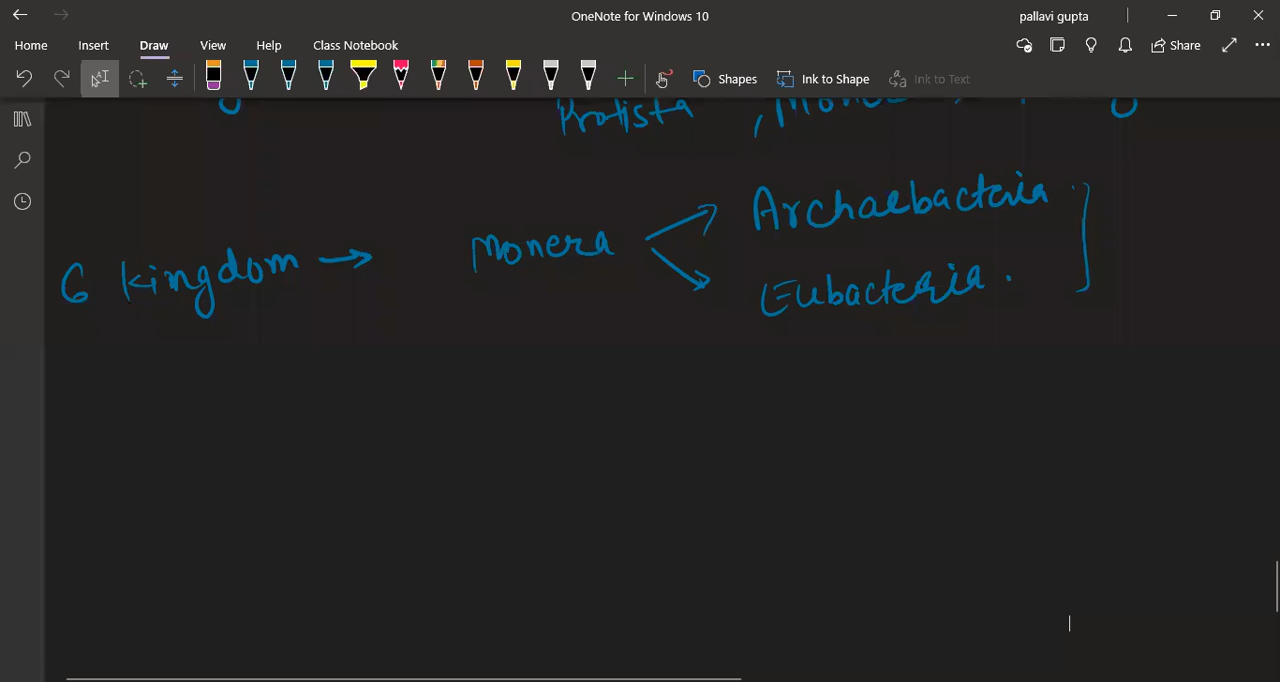 OneNote for Windows 10
pallavi gupta
Home Insert Draw View Help Class Notebook
Share
Shapes Ink to Shape Ink to Text
Protista , Monera
6 Kingdom → Monera
Archaebacteria
Eubacteria.